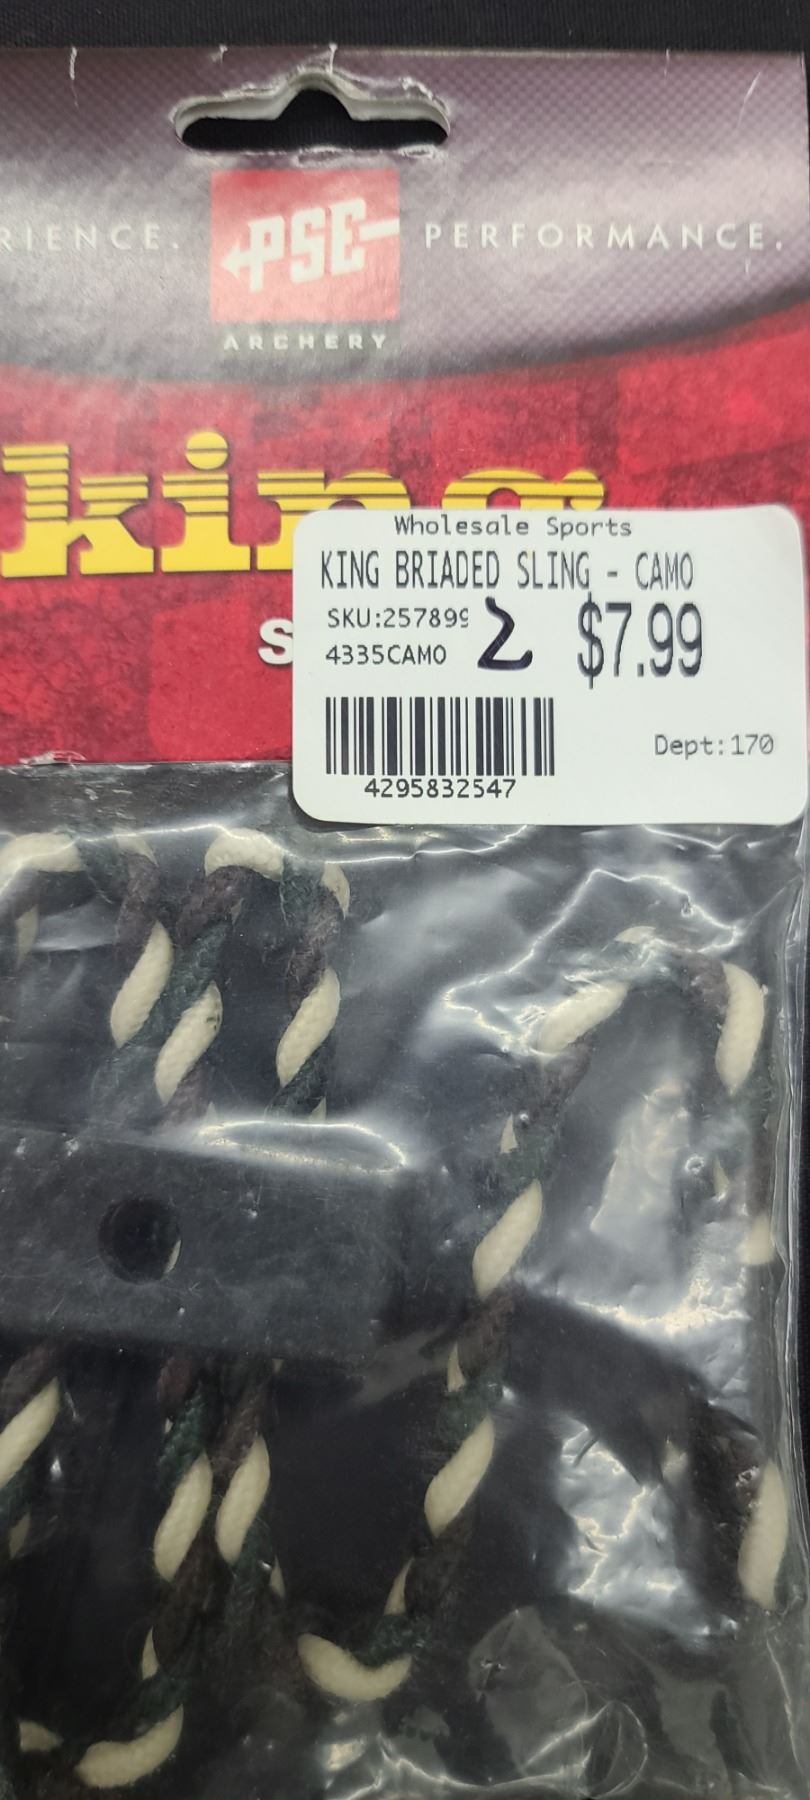 RIENCE. PSE PERFORMANCE.
ARCHERY
king
Wholesale Sports
KING BRIADED SLING - CAMO
SKU:257899 2 $7.99
4335CAMO
S
Dept:170
4295832547